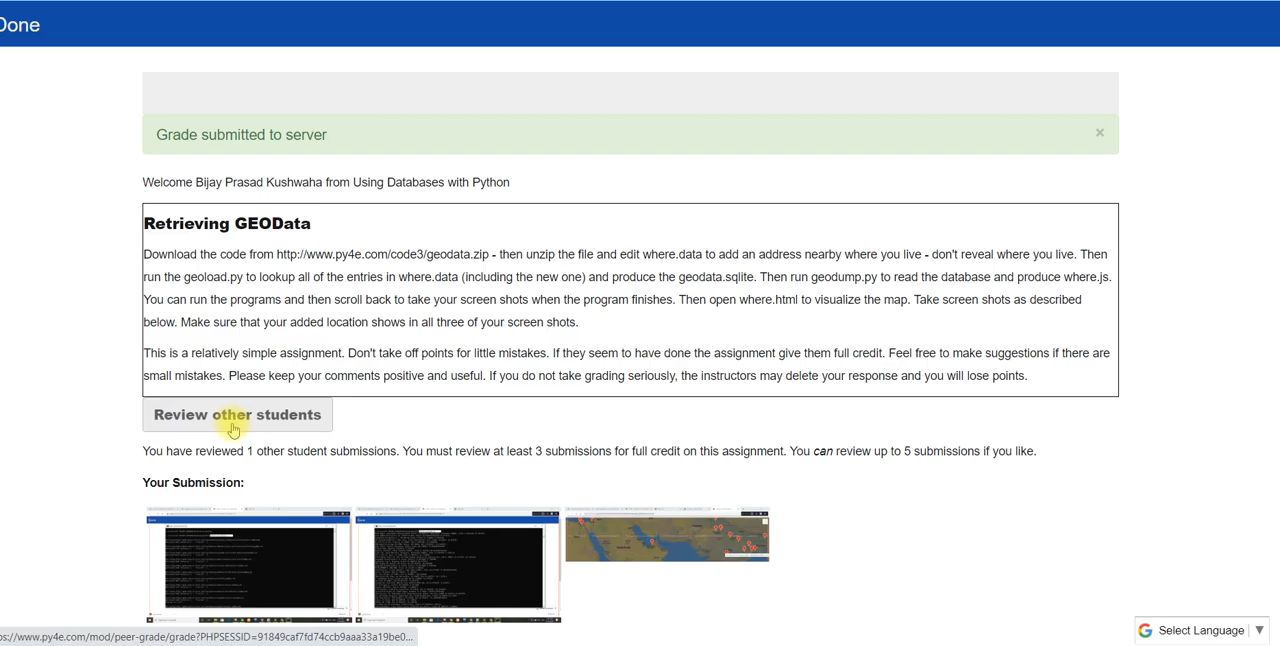 Done
Grade submitted to server ×
Welcome Bijay Prasad Kushwaha from Using Databases with Python
Retrieving GEOData
Download the code from http://www.py4e.com/code3/geodata.zip - then unzip the file and edit where.data to add an address nearby where you live - don't reveal where you live. Then
run the geoload.py to lookup all of the entries in where.data (including the new one) and produce the geodata.sqlite. Then run geodump.py to read the database and produce where.js.
You can run the programs and then scroll back to take your screen shots when the program finishes. Then open where.html to visualize the map. Take screen shots as described
below. Make sure that your added location shows in all three of your screen shots.
This is a relatively simple assignment. Don't take off points for little mistakes. If they seem to have done the assignment give them full credit. Feel free to make suggestions if there are
small mistakes. Please keep your comments positive and useful. If you do not take grading seriously, the instructors may delete your response and you will lose points.
Review other students
You have reviewed 1 other student submissions. You must review at least 3 submissions for full credit on this assignment. You can review up to 5 submissions if you like.
Your Submission:
ps://www.py4e.com/mod/peer-grade/grade?PHPSESSID=91849caf7fd74ccb9aaa33a19be0...
Select Language ▼